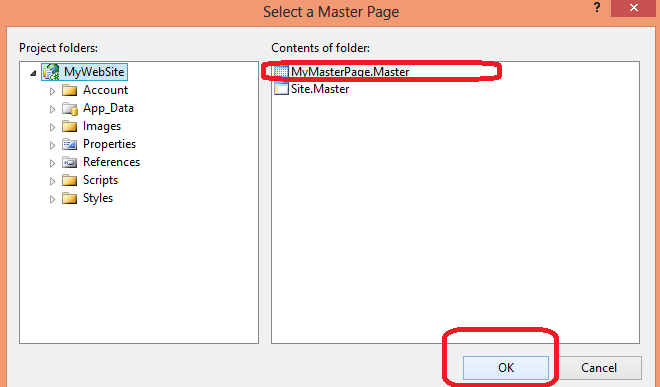 Select a Master Page
?
Project folders:
Contents of folder:
MyWebSite
Account
App_Data
Images
Properties
References
Scripts
Styles
MyMasterPage.Master
Site.Master
OK
Cancel